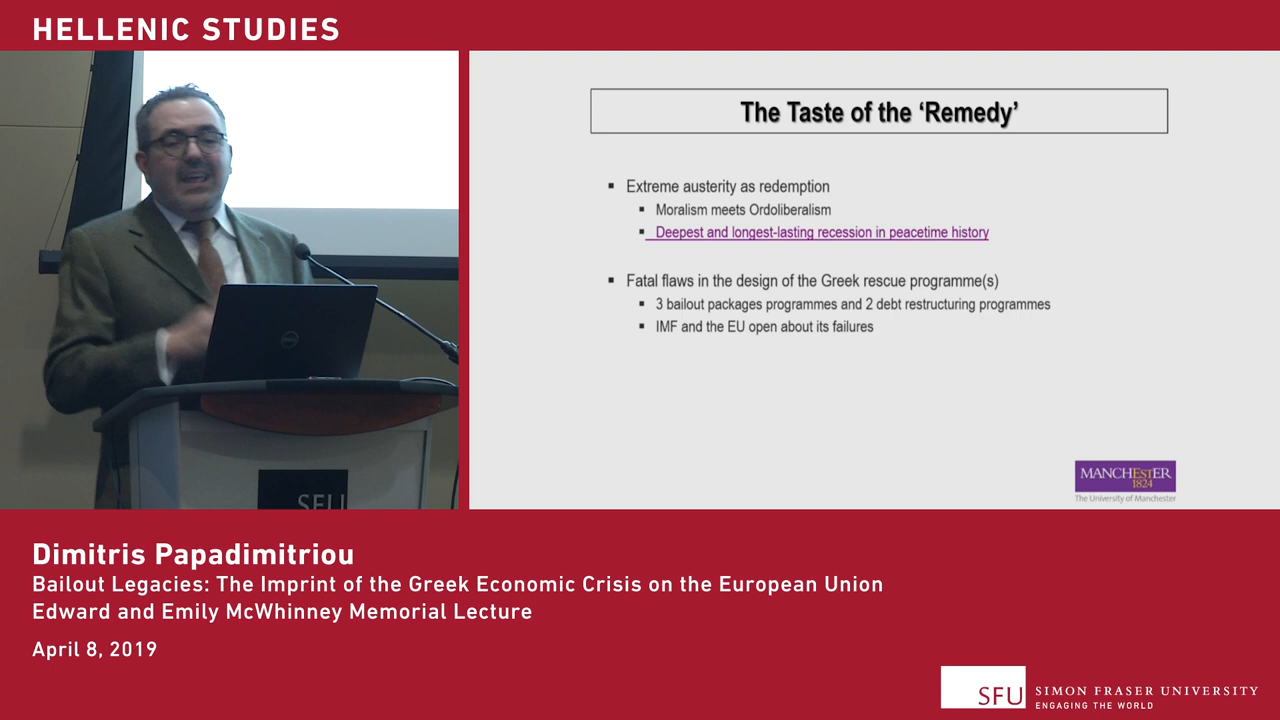 HELLENIC STUDIES
The Taste of the ‘Remedy’
Extreme austerity as redemption
Moralism meets Ordoliberalism
Deepest and longest-lasting recession in peacetime history
Fatal flaws in the design of the Greek rescue programme(s)
3 bailout packages programmes and 2 debt restructuring programmes
IMF and the EU open about its failures
MANCHESTER
1824
The University of Manchester
SFU
Dimitris Papadimitriou
Bailout Legacies: The Imprint of the Greek Economic Crisis on the European Union
Edward and Emily McWhinney Memorial Lecture
April 8, 2019
SFU
SIMON FRASER UNIVERSITY
ENGAGING THE WORLD